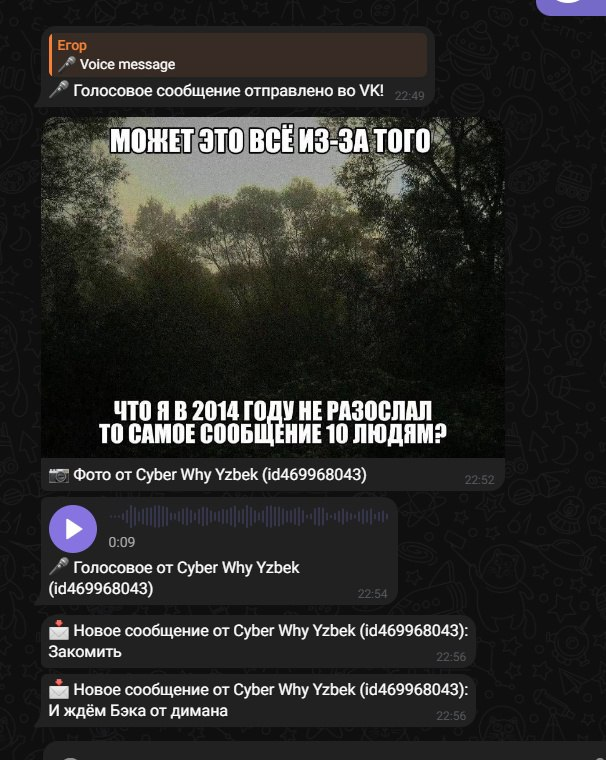 Егор
🎤 Voice message
🎤 Голосовое сообщение отправлено во VK! 22:49
МОЖЕТ ЭТО ВСЁ ИЗ-ЗА ТОГО
ЧТО Я В 2014 ГОДУ НЕ РАЗОСЛАЛ
ТО САМОЕ СООБЩЕНИЕ 10 ЛЮДЯМ?
📷 Фото от Cyber Why Yzbek (id469968043) 22:52
0:09
🎤 Голосовое от Cyber Why Yzbek
(id469968043) 22:54
📩 Новое сообщение от Cyber Why Yzbek (id469968043):
Закомить 22:56
📩 Новое сообщение от Cyber Why Yzbek (id469968043):
И ждём Бэка от димана 22:56